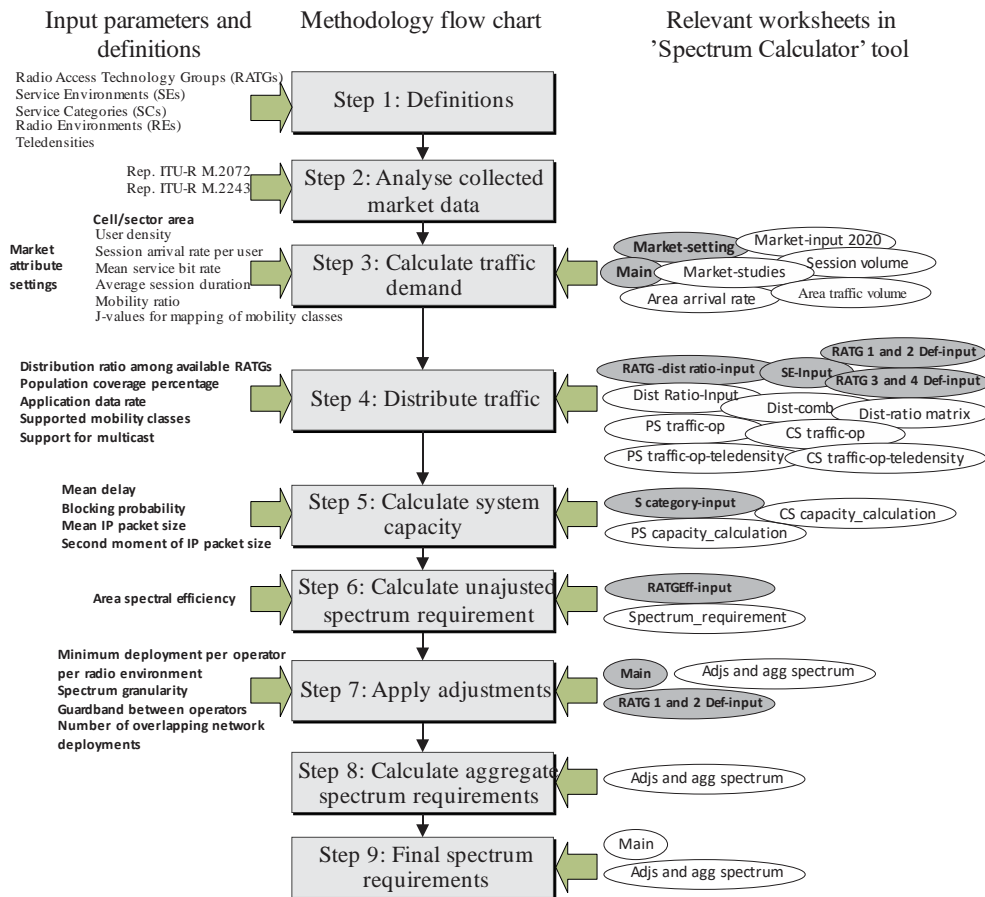 Input parameters and
definitions
Methodology flow chart
Relevant worksheets in
’Spectrum Calculator’ tool
Radio Access Technology Groups (RATGs)
Service Environments (SEs)
Service Categories (SCs)
Radio Environments (REs)
Teledensities
Step 1: Definitions
Rep. ITU-R M.2072
Rep. ITU-R M.2243
Step 2: Analyse collected
market data
Market
attribute
settings
Cell/sector area
User density
Session arrival rate per user
Mean service bit rate
Average session duration
Mobility ratio
J-values for mapping of mobility classes
Step 3: Calculate traffic
demand
Market-setting
Market-input 2020
Main
Market-studies
Session volume
Area arrival rate
Area traffic volume
Distribution ratio among available RATGs
Population coverage percentage
Application data rate
Supported mobility classes
Support for multicast
Step 4: Distribute traffic
RATG 1 and 2 Def-input
RATG -dist ratio-input
SE-Input
RATG 3 and 4 Def-input
Dist Ratio-Input
Dist-comb
Dist-ratio matrix
PS traffic-op
CS traffic-op
PS traffic-op-teledensity
CS traffic-op-teledensity
Mean delay
Blocking probability
Mean IP packet size
Second moment of IP packet size
Step 5: Calculate system
capacity
S category-input
CS capacity_calculation
PS capacity_calculation
Area spectral efficiency
Step 6: Calculate unajusted
spectrum requirement
RATGEff-input
Spectrum_requirement
Minimum deployment per operator
per radio environment
Spectrum granularity
Guardband between operators
Number of overlapping network
deployments
Step 7: Apply adjustments
Main
Adjs and agg spectrum
RATG 1 and 2 Def-input
Step 8: Calculate aggregate
spectrum requirements
Adjs and agg spectrum
Step 9: Final spectrum
requirements
Main
Adjs and agg spectrum